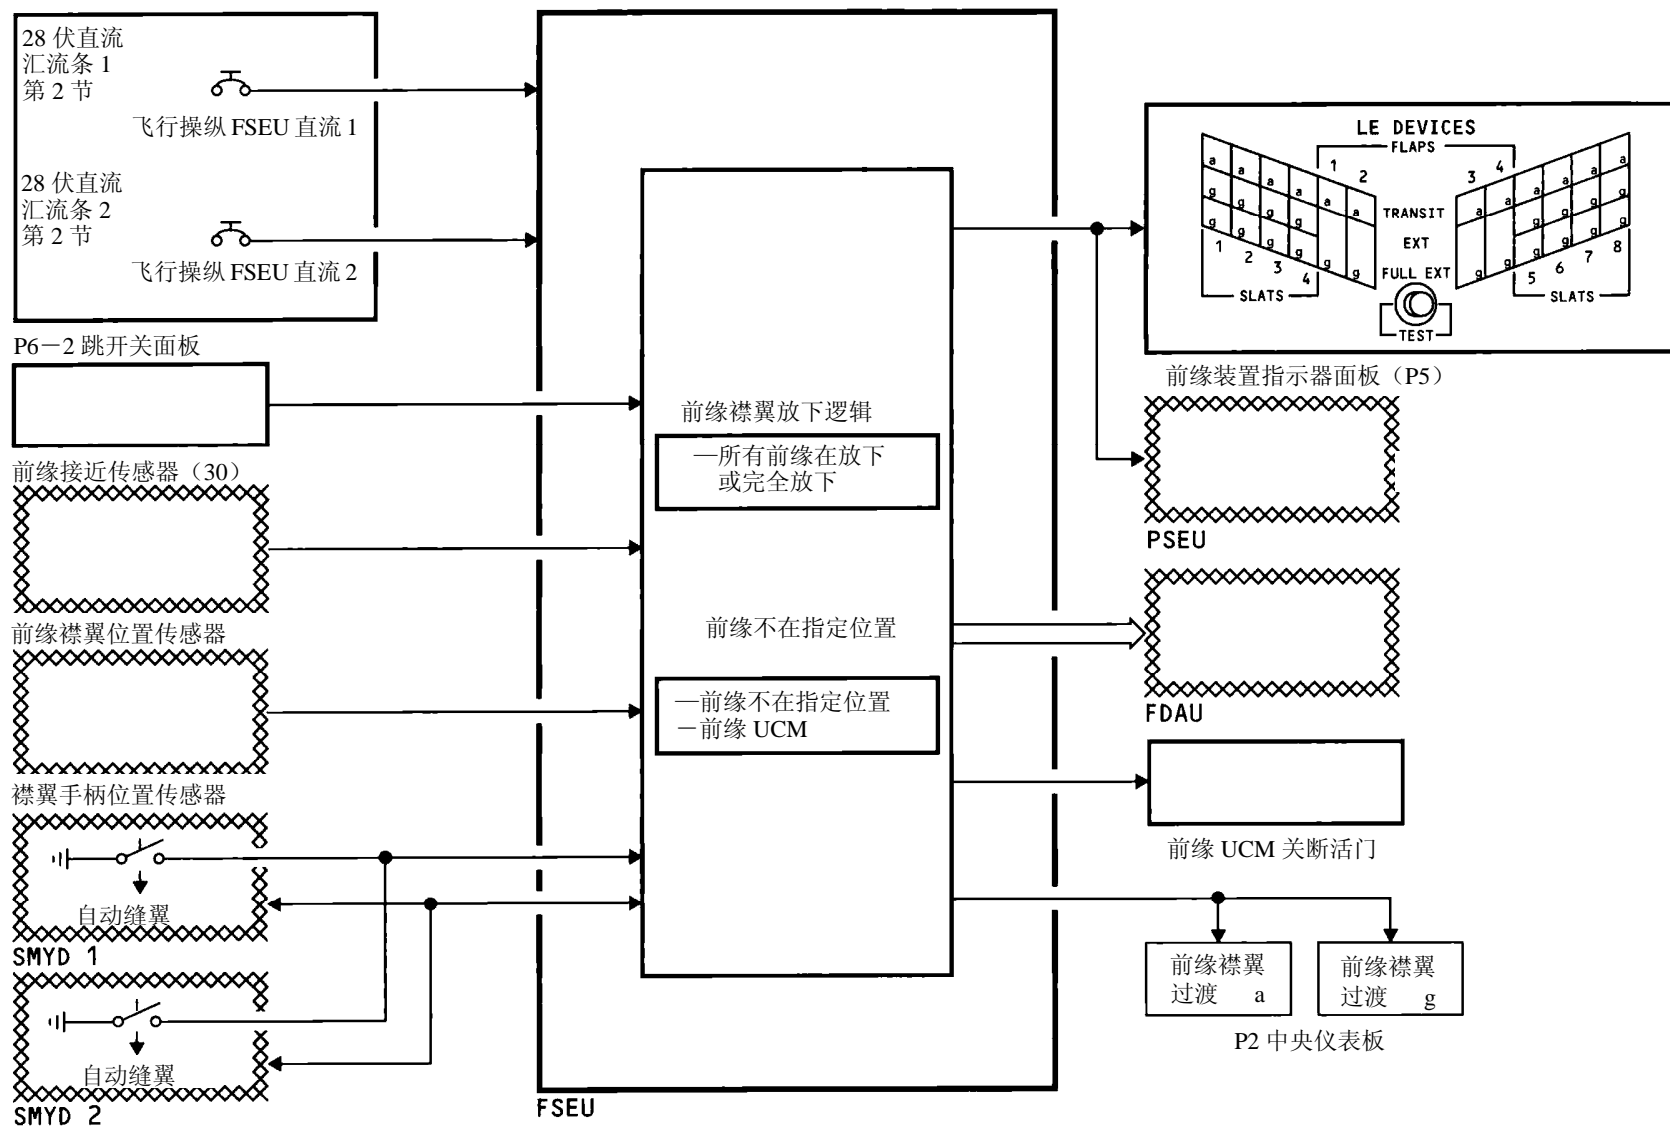 28 伏直流
汇流条 1
第 2 节
飞行操纵 FSEU 直流 1
28 伏直流
汇流条 2
第 2 节
飞行操纵 FSEU 直流 2
P6－2 跳开关面板
前缘接近传感器（30）
前缘襟翼位置传感器
襟翼手柄位置传感器
自动缝翼
SMYD 1
自动缝翼
SMYD 2
前缘襟翼放下逻辑
—所有前缘在放下
或完全放下
前缘不在指定位置
—前缘不在指定位置
－前缘 UCM
FSEU
LE DEVICES
FLAPS
1 2 3 4
a a a a a a
a a a a a a
g g g g
g g g g
TRANSIT
g g g g g g
g g g g g g
EXT
FULL EXT
1 2 3 4
5 6 7 8
SLATS
SLATS
TEST
前缘装置指示器面板（P5）
PSEU
FDAU
前缘 UCM 关断活门
前缘襟翼
过渡 a
前缘襟翼
过渡 g
P2 中央仪表板